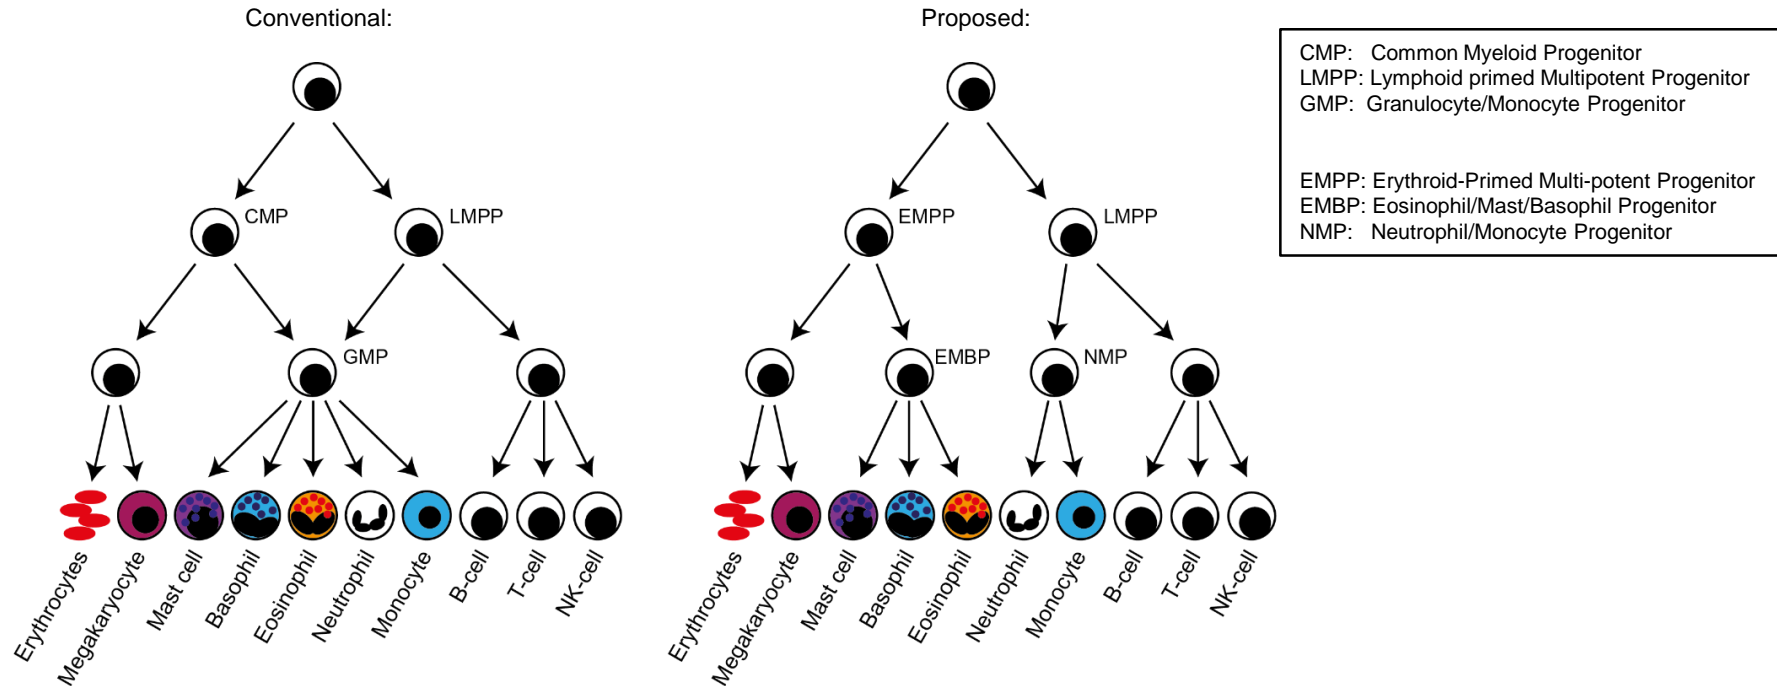 Conventional:
Proposed:
CMP: Common Myeloid Progenitor
LMPP: Lymphoid primed Multipotent Progenitor
GMP: Granulocyte/Monocyte Progenitor
EMPP: Erythroid-Primed Multi-potent Progenitor
EMBP: Eosinophil/Mast/Basophil Progenitor
NMP: Neutrophil/Monocyte Progenitor
CMP
LMPP
EMPP
LMPP
GMP
EMBP
NMP
Erythrocytes
Megakaryocyte
Mast cell
Basophil
Eosinophil
Neutrophil
Monocyte
B-cell
T-cell
NK-cell
Erythrocytes
Megakaryocyte
Mast cell
Basophil
Eosinophil
Neutrophil
Monocyte
B-cell
T-cell
NK-cell